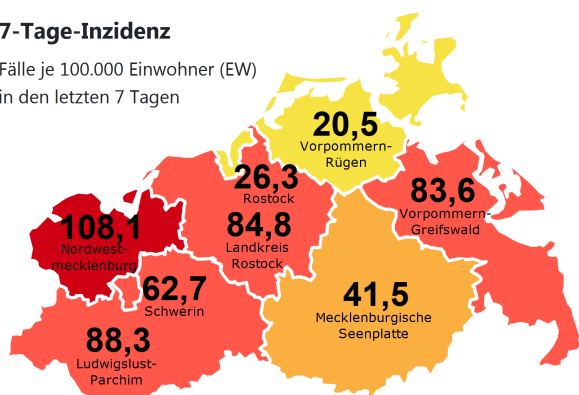 7-Tage-Inzidenz
Fälle je 100.000 Einwohner (EW)
in den letzten 7 Tagen
20,5
Vorpommern-
Rügen
26,3
Rostock
83,6
Vorpommern-
Greifswald
84,8
Landkreis
Rostock
108,1
Nordwest-
mecklenburg
62,7
Schwerin
41,5
Mecklenburgische
Seenplatte
88,3
Ludwigslust-
Parchim